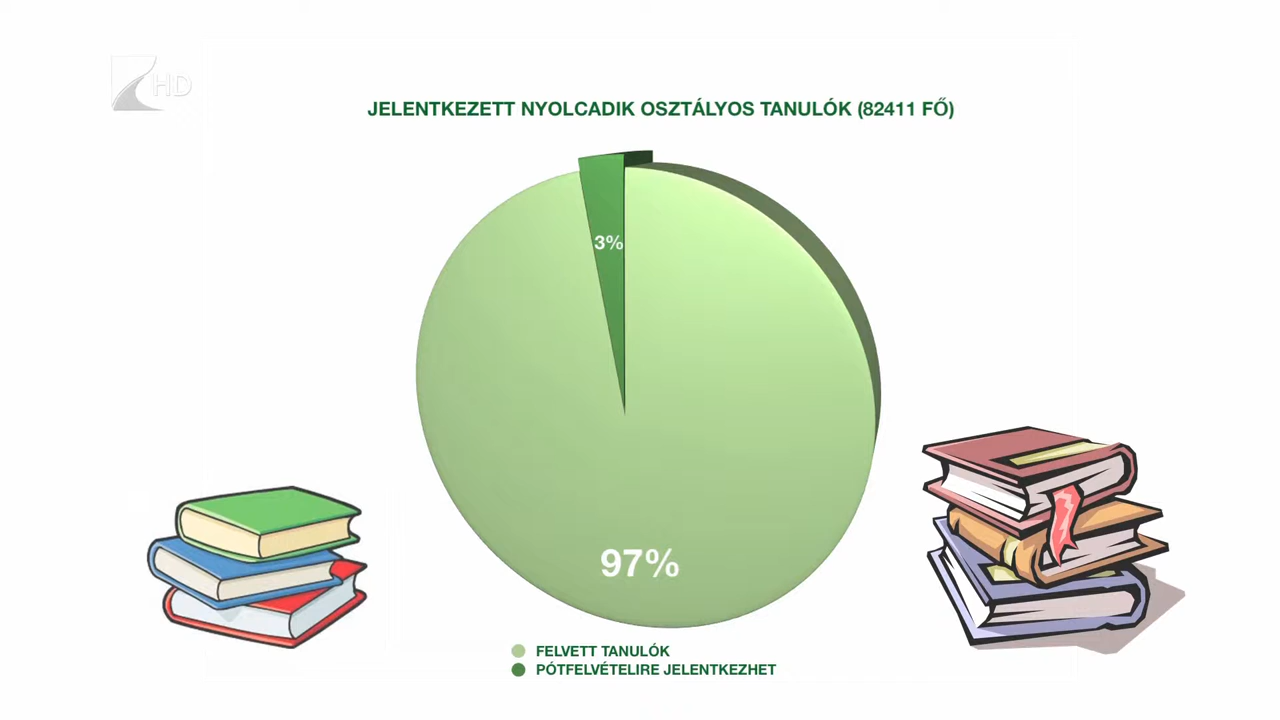 HD
JELENTKEZETT NYOLCADIK OSZTÁLYOS TANULÓK (82411 FŐ)
3%
97%
FELVETT TANULÓK
PÓTFELVÉTELIRE JELENTKEZHET